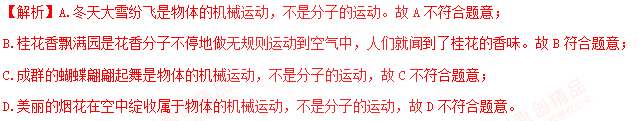 【解析】A.冬天大雪纷飞是物体的机械运动，不是分子的运动。故 A 不符合题意；
B.桂花香飘满园是花香分子不停地做无规则运动到空气中，人们就闻到了桂花的香味。故 B 符合题意；
C.成群的蝴蝶翩翩起舞是物体的机械运动，不是分子的运动，故 C 不符合题意；
D.美丽的烟花在空中绽收属于物体的机械运动，不是分子的运动，故 D 不符合题意。